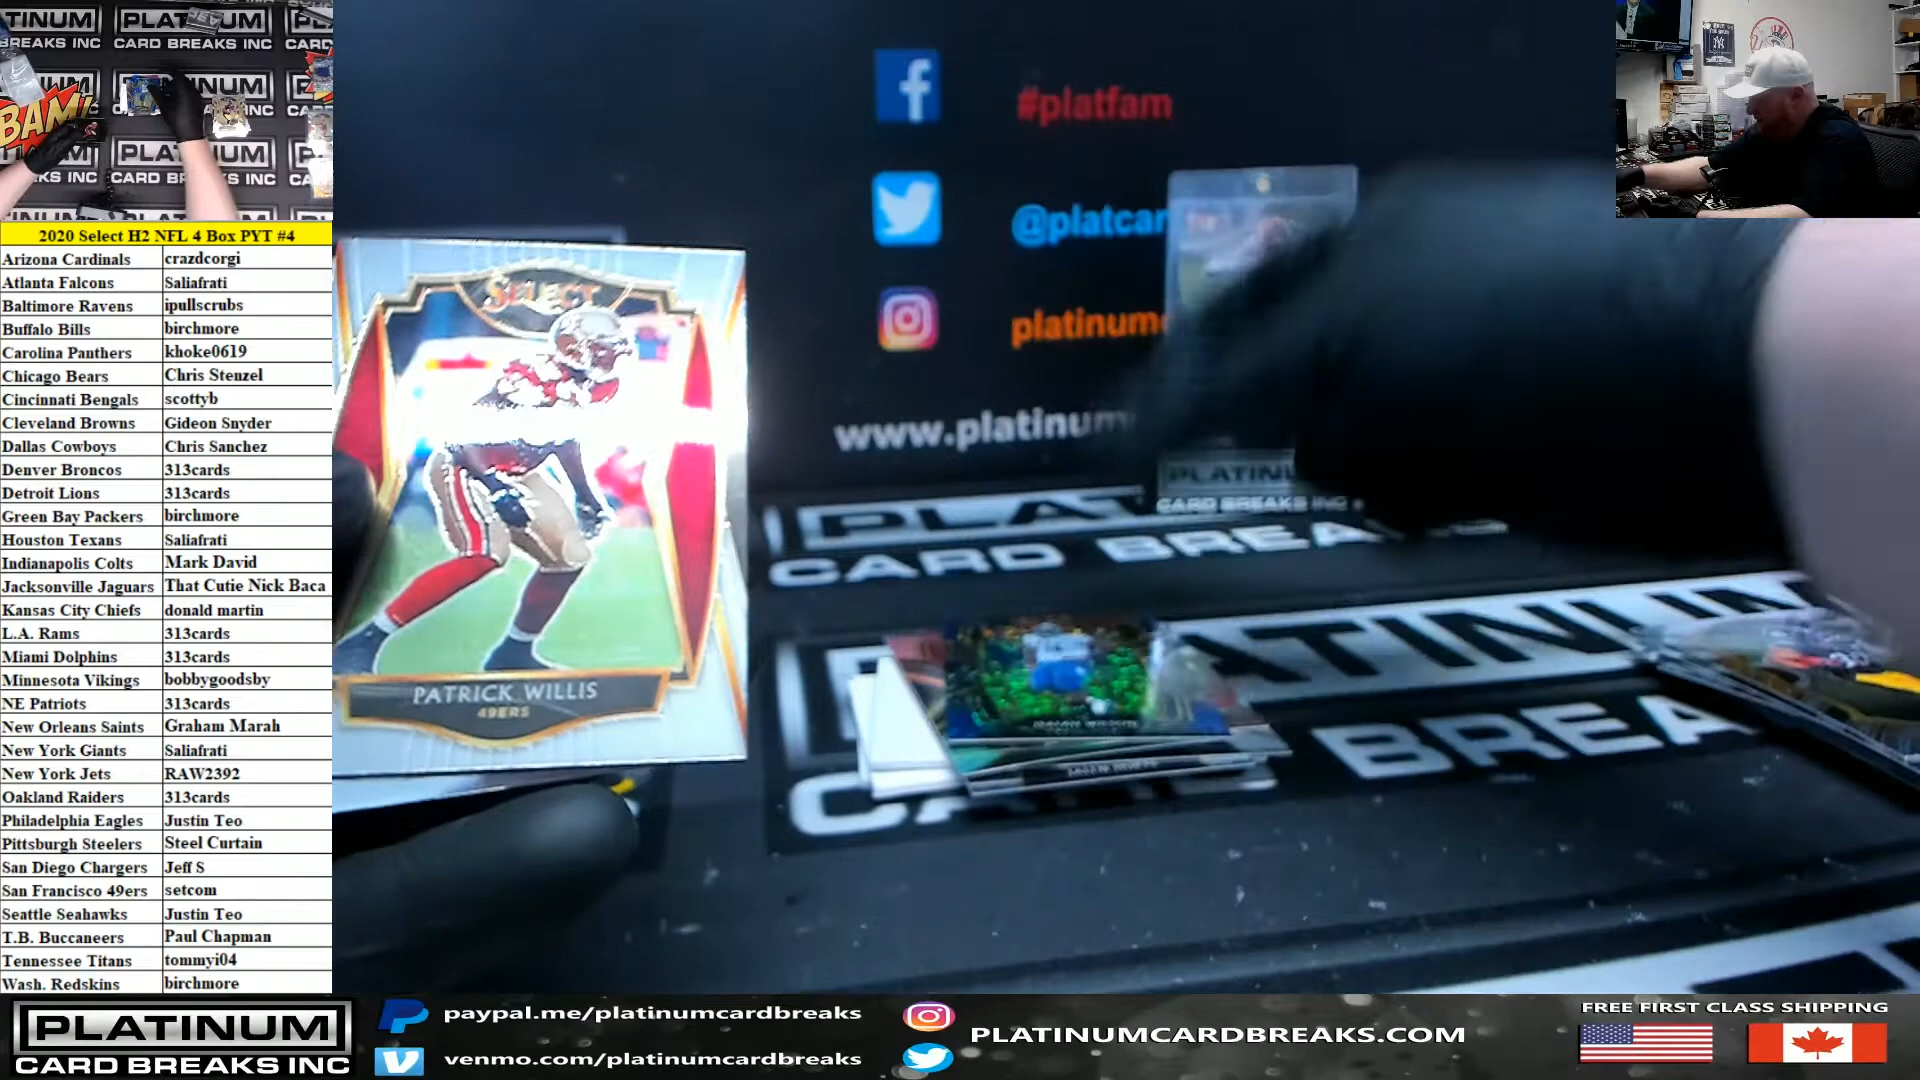 TINUM PLAT CARD
BREAKS INC CARD BREAKS INC CARD
BAM!
PLATINUM
2020 Select H2 NFL 4 Box PYT #4
Arizona Cardinals crazdcorgi
Atlanta Falcons Saliafrati
Baltimore Ravens ipullscrubs
Buffalo Bills birchmore
Carolina Panthers khoke0619
Chicago Bears Chris Stenzel
Cincinnati Bengals scottyb
Cleveland Browns Gideon Snyder
Dallas Cowboys Chris Sanchez
Denver Broncos 313cards
Detroit Lions 313cards
Green Bay Packers birchmore
Houston Texans Saliafrati
Indianapolis Colts Mark David
Jacksonville Jaguars That Cutie Nick Baca
Kansas City Chiefs donald martin
L.A. Rams 313cards
Miami Dolphins 313cards
Minnesota Vikings bobbygoodsby
NE Patriots 313cards
New Orleans Saints Graham Marah
New York Giants Saliafrati
New York Jets RAW2392
Oakland Raiders 313cards
Philadelphia Eagles Justin Teo
Pittsburgh Steelers Steel Curtain
San Diego Chargers Jeff S
San Francisco 49ers setcom
Seattle Seahawks Justin Teo
T.B. Buccaneers Paul Chapman
Tennessee Titans tommyi04
Wash. Redskins birchmore
SELECT
PATRICK WILLIS
49ERS
#platfam
@platcar
platinum
www.platinum
PLATIN
CARD BREAKS INC
PLA
CARD BREA
ATINUM
BREA
PLATINUM
CARD BREAKS INC
paypal.me/platinumcardbreaks
venmo.com/platinumcardbreaks
PLATINUMCARDBREAKS.COM
FREE FIRST CLASS SHIPPING